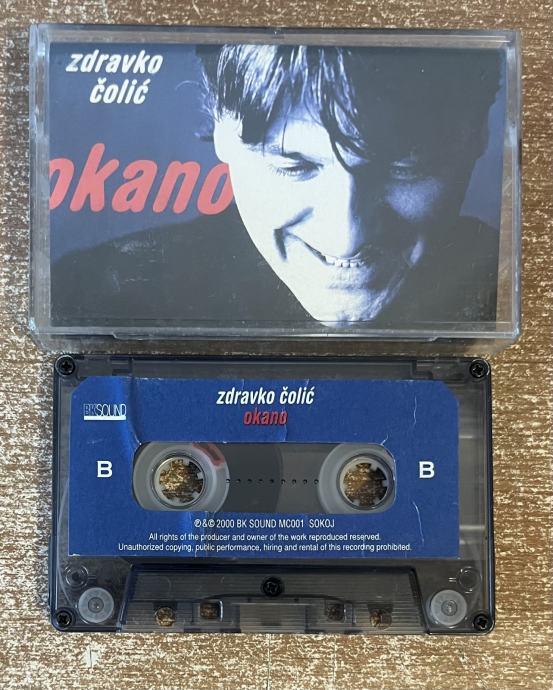 zdravko
čolić
okano
zdravko čolić
okano
BKSOUND
B B
℗&© 2000 BK SOUND MC001 SOKOJ
All rights of the producer and owner of the work reproduced reserved.
Unauthorized copying, public performance, hiring and rental of this recording prohibited.